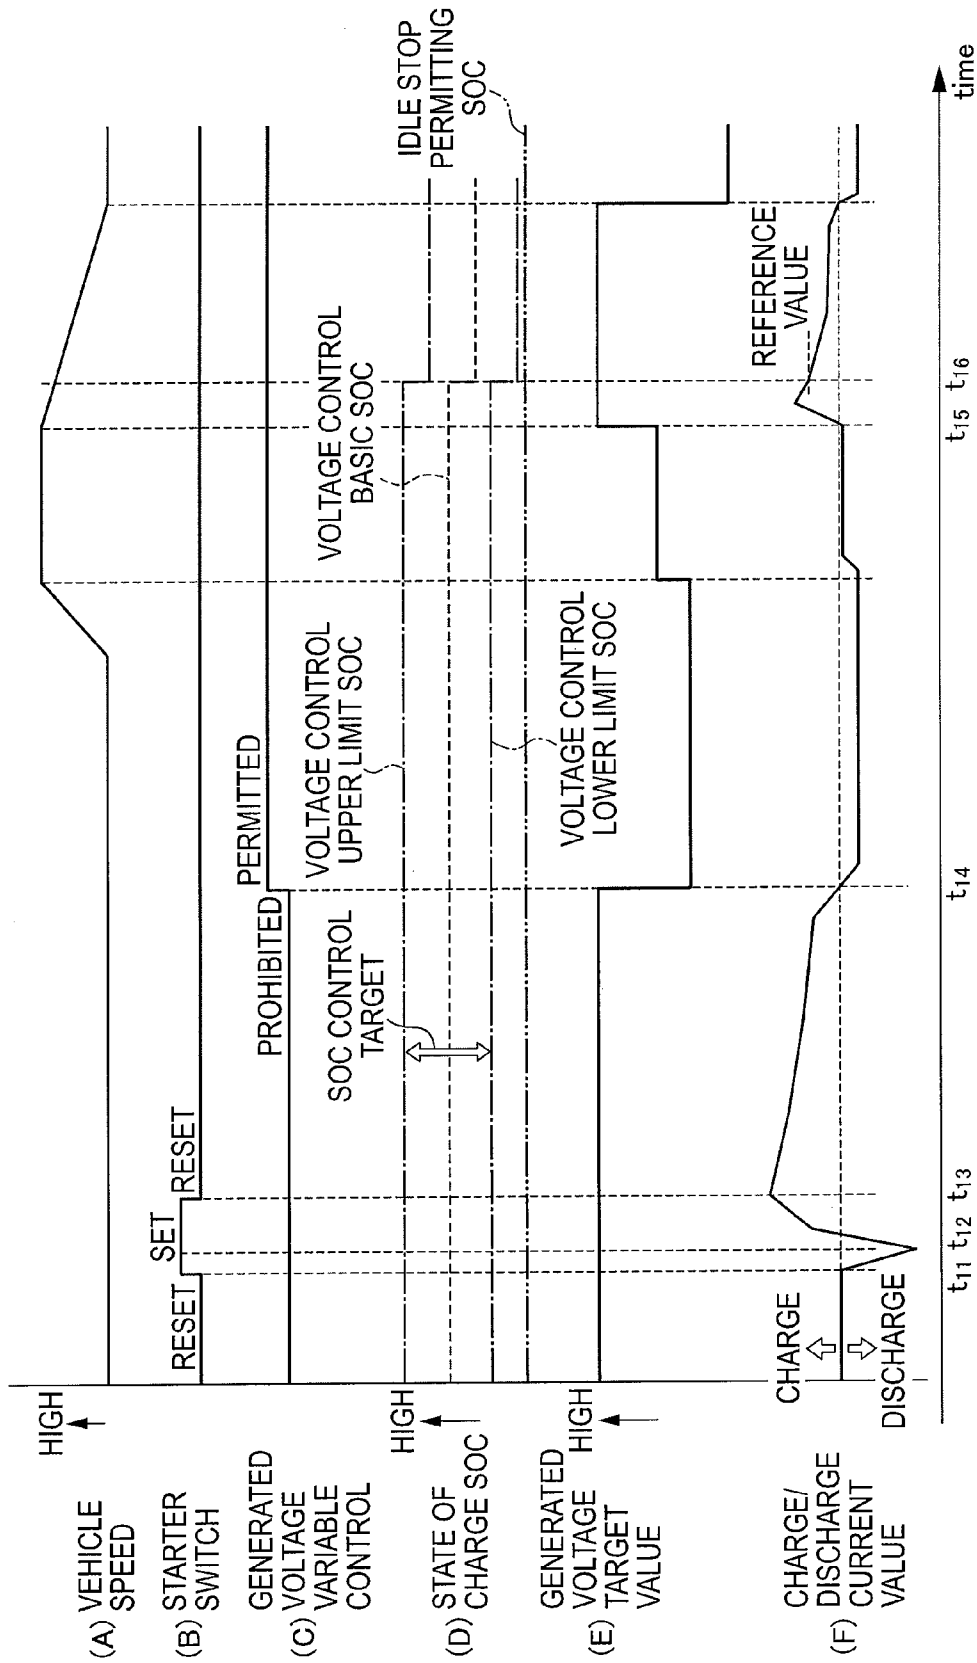 (A) VEHICLE
SPEED
HIGH
(B) STARTER
SWITCH
RESET
SET
RESET
GENERATED
(C) VOLTAGE
VARIABLE
CONTROL
PROHIBITED
PERMITTED
STATE OF
(D) CHARGE SOC
HIGH
SOC CONTROL
TARGET
VOLTAGE CONTROL
UPPER LIMIT SOC
VOLTAGE CONTROL
BASIC SOC
VOLTAGE CONTROL
LOWER LIMIT SOC
IDLE STOP
PERMITTING
SOC
GENERATED
VOLTAGE
(E) TARGET
VALUE
HIGH
CHARGE/
DISCHARGE
(F) CURRENT
VALUE
CHARGE
DISCHARGE
REFERENCE
VALUE
t11 t12 t13 t14 t15 t16
time